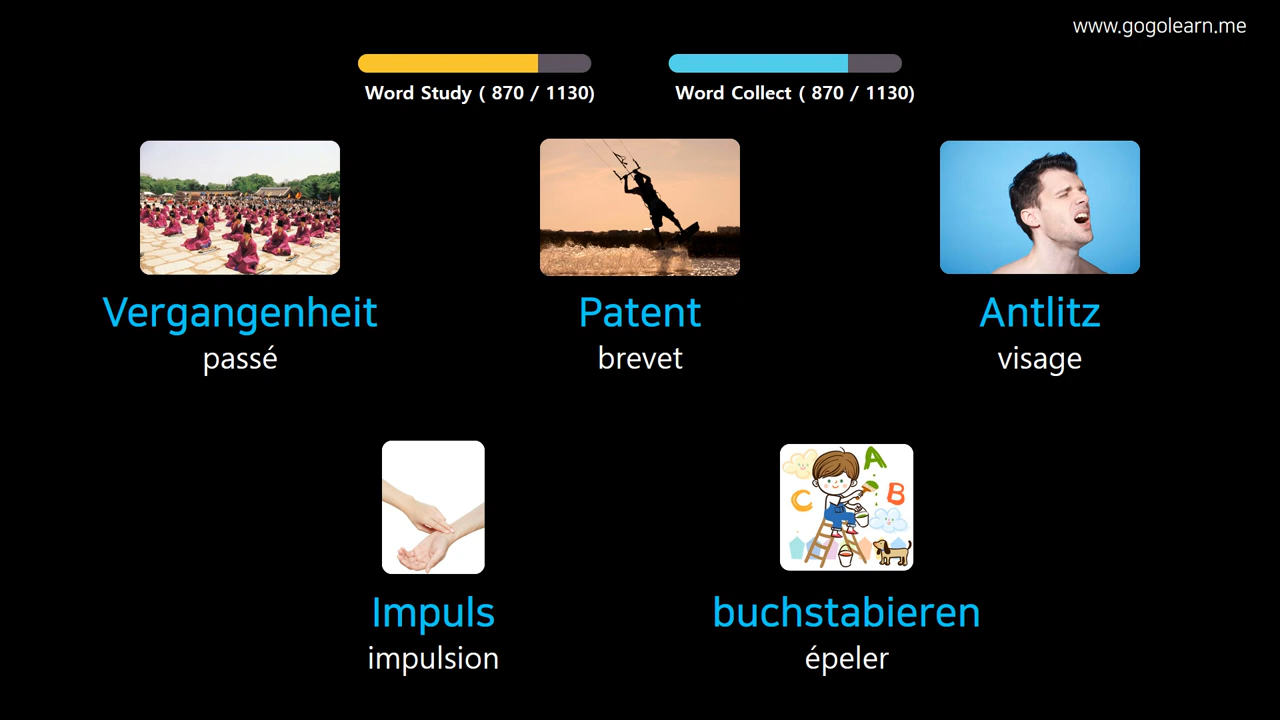 www.gogolearn.me
Word Study ( 870 / 1130)
Word Collect ( 870 / 1130)
Vergangenheit
passé
Patent
brevet
Antlitz
visage
Impuls
impulsion
buchstabieren
épeler
A
B
C